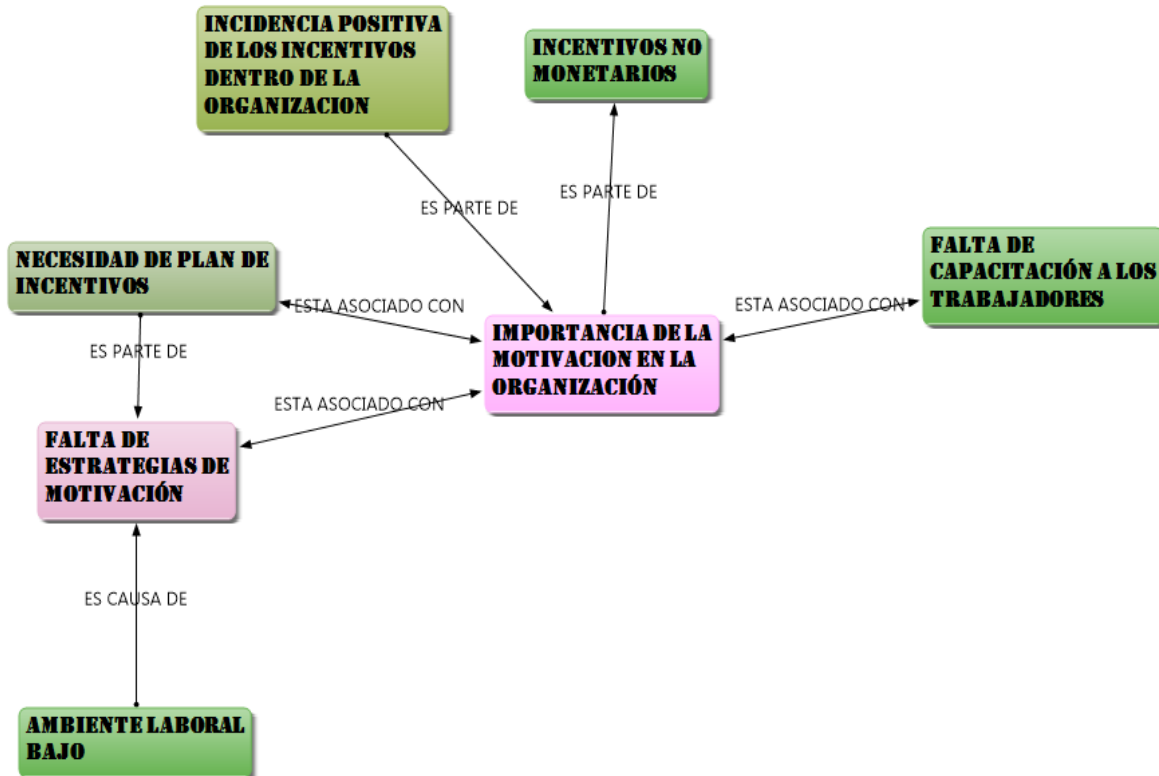 INCIDENCIA POSITIVA
DE LOS INCENTIVOS
DENTRO DE LA
ORGANIZACION
INCENTIVOS NO
MONETARIOS
ES PARTE DE
ES PARTE DE
NECESIDAD DE PLAN DE
INCENTIVOS
FALTA DE
CAPACITACIÓN A LOS
TRABAJADORES
ESTA ASOCIADO CON
ESTA ASOCIADO CON
IMPORTANCIA DE LA
MOTIVACION EN LA
ORGANIZACIÓN
ES PARTE DE
ESTA ASOCIADO CON
FALTA DE
ESTRATEGIAS DE
MOTIVACIÓN
ES CAUSA DE
AMBIENTE LABORAL
BAJO